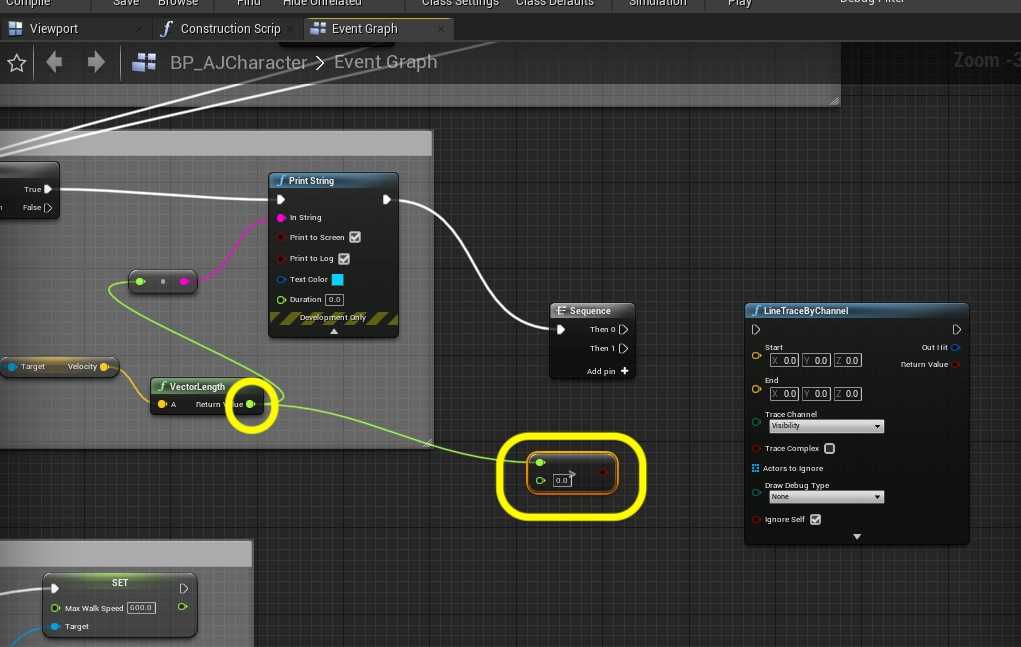 Compile Save Browse Find Hide Unrelated Class Settings Class Defaults Simulation Play Debug Filter
Viewport Construction Scrip Event Graph
BP_AJCharacter > Event Graph Zoom -3
True
False
Print String
In String
Print to Screen
Print to Log
Text Color
Duration 0.0
Development Only
Target Velocity
VectorLength
A Return Value
Sequence
Then 0
Then 1
Add pin +
0.0 >
LineTraceByChannel
Start Out Hit
X 0.0 Y 0.0 Z 0.0 Return Value
End
X 0.0 Y 0.0 Z 0.0
Trace Channel
Visibility
Trace Complex
Actors to Ignore
Draw Debug Type
None
Ignore Self
SET
Max Walk Speed 600.0
Target